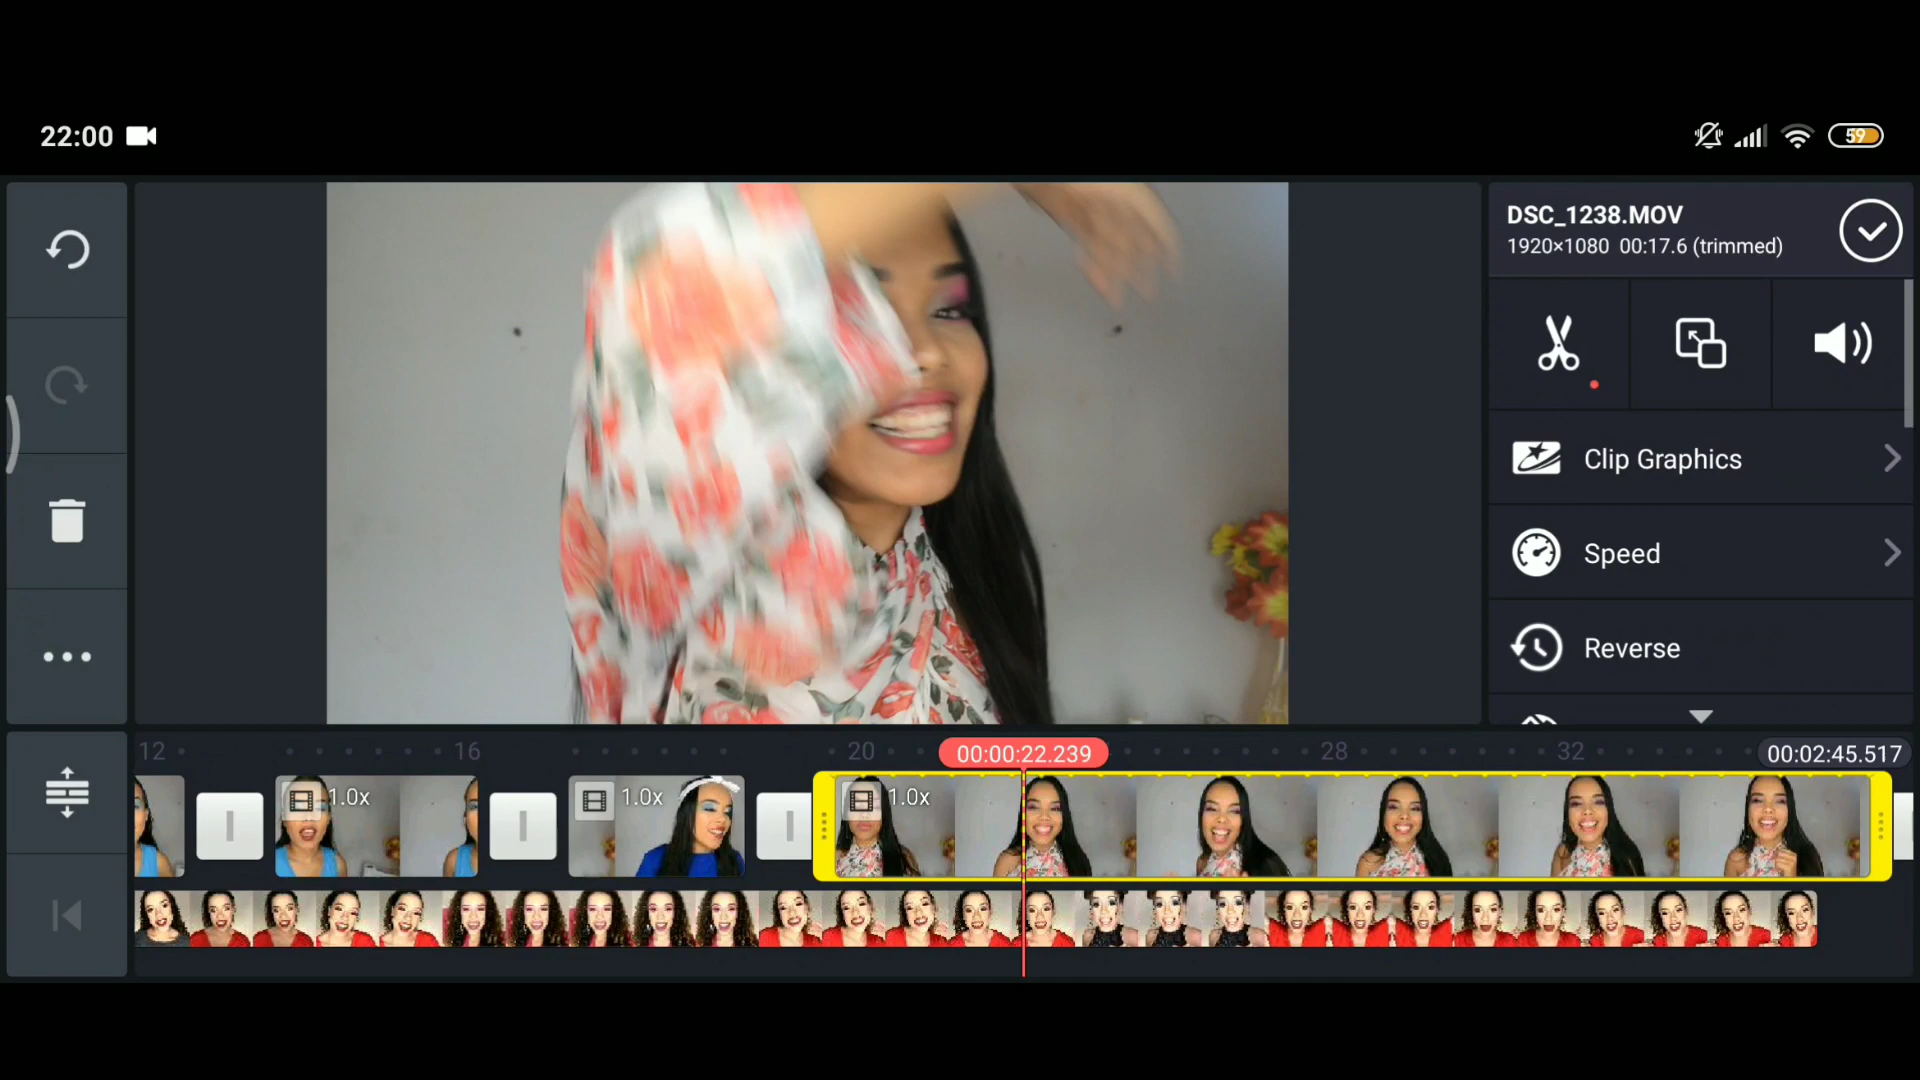 22:00
59
DSC_1238.MOV
1920×1080 00:17.6 (trimmed)
Clip Graphics
Speed
Reverse
12
16
20
00:00:22.239
28
32
00:02:45.517
1.0x
1.0x
1.0x